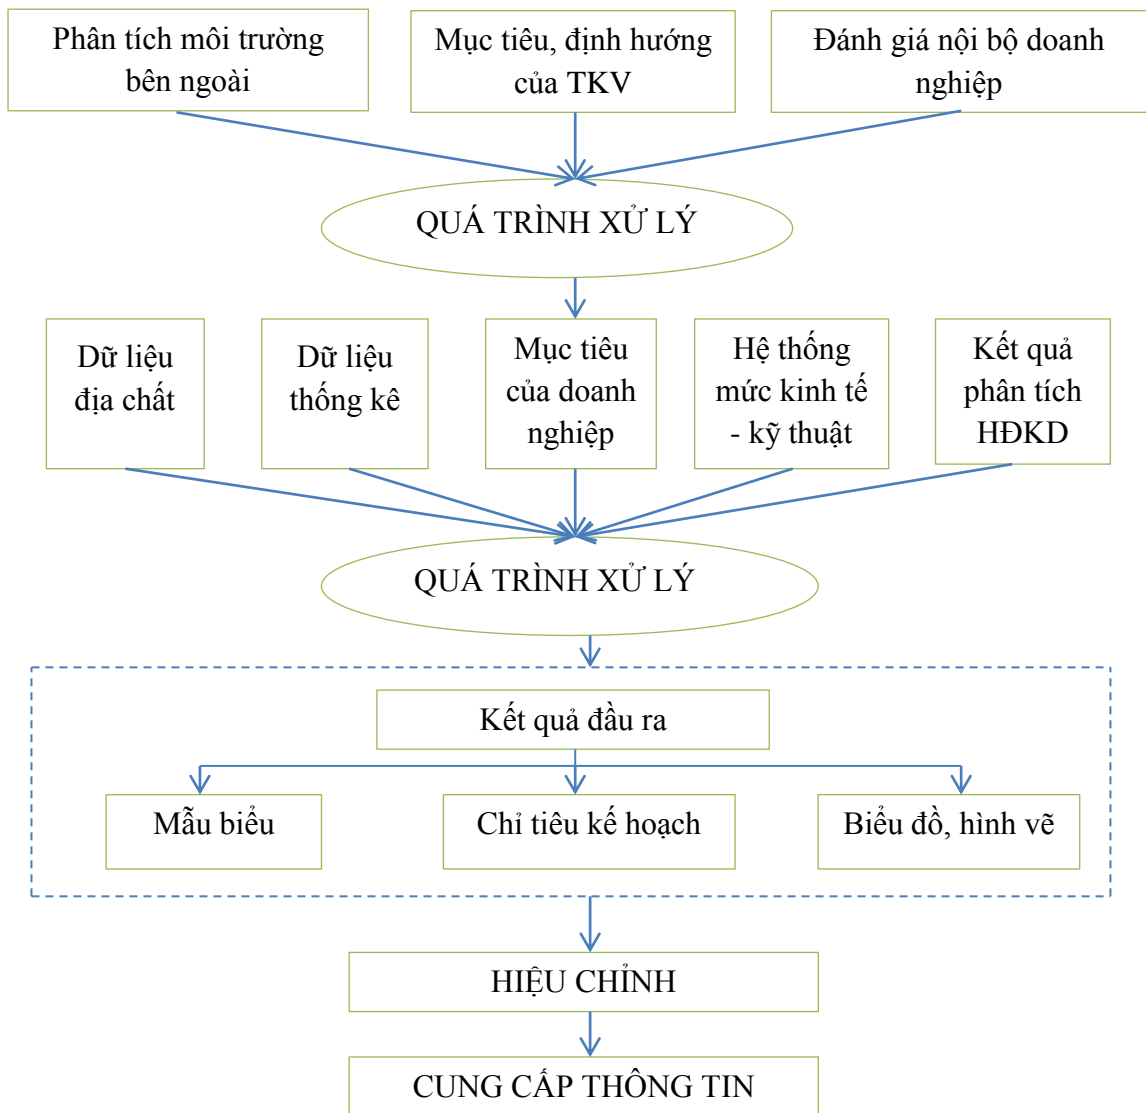 Phân tích môi trường
bên ngoài
Mục tiêu, định hướng
của TKV
Đánh giá nội bộ doanh
nghiệp
QUÁ TRÌNH XỬ LÝ
Dữ liệu
địa chất
Dữ liệu
thống kê
Mục tiêu
của doanh
nghiệp
Hệ thống
mức kinh tế
- kỹ thuật
Kết quả
phân tích
HĐKD
QUÁ TRÌNH XỬ LÝ
Kết quả đầu ra
Mẫu biểu
Chỉ tiêu kế hoạch
Biểu đồ, hình vẽ
HIỆU CHỈNH
CUNG CẤP THÔNG TIN